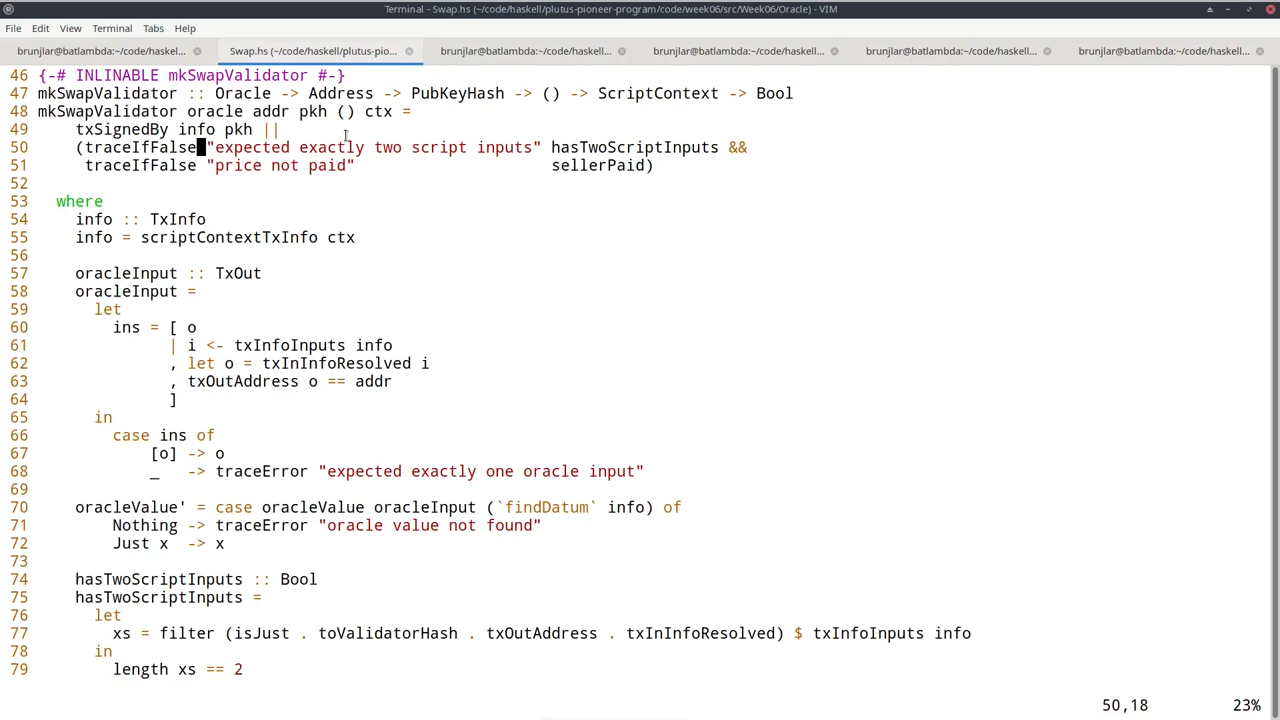 Terminal - Swap.hs (~/code/haskell/plutus-pioneer-program/code/week06/src/Week06/Oracle) - VIM
File Edit View Terminal Tabs Help
brunjlar@batlambda:~/code/haskell... Swap.hs (~/code/haskell/plutus-pio... brunjlar@batlambda:~/code/haskell... brunjlar@batlambda:~/code/haskell... brunjlar@batlambda:~/code/haskell... brunjlar@batlambda:~/code/haskell...
46 {-# INLINABLE mkSwapValidator #-}
47 mkSwapValidator :: Oracle -> Address -> PubKeyHash -> () -> ScriptContext -> Bool
48 mkSwapValidator oracle addr pkh () ctx =
49     txSignedBy info pkh ||
50     (traceIfFalse "expected exactly two script inputs" hasTwoScriptInputs &&
51      traceIfFalse "price not paid"                     sellerPaid)
52
53   where
54     info :: TxInfo
55     info = scriptContextTxInfo ctx
56
57     oracleInput :: TxOut
58     oracleInput =
59       let
60         ins = [ o
61               | i <- txInfoInputs info
62               , let o = txInInfoResolved i
63               , txOutAddress o == addr
64               ]
65       in
66         case ins of
67             [o] -> o
68             _   -> traceError "expected exactly one oracle input"
69
70     oracleValue' = case oracleValue oracleInput (`findDatum` info) of
71         Nothing -> traceError "oracle value not found"
72         Just x  -> x
73
74     hasTwoScriptInputs :: Bool
75     hasTwoScriptInputs =
76       let
77         xs = filter (isJust . toValidatorHash . txOutAddress . txInInfoResolved) $ txInfoInputs info
78       in
79         length xs == 2
50,18 23%